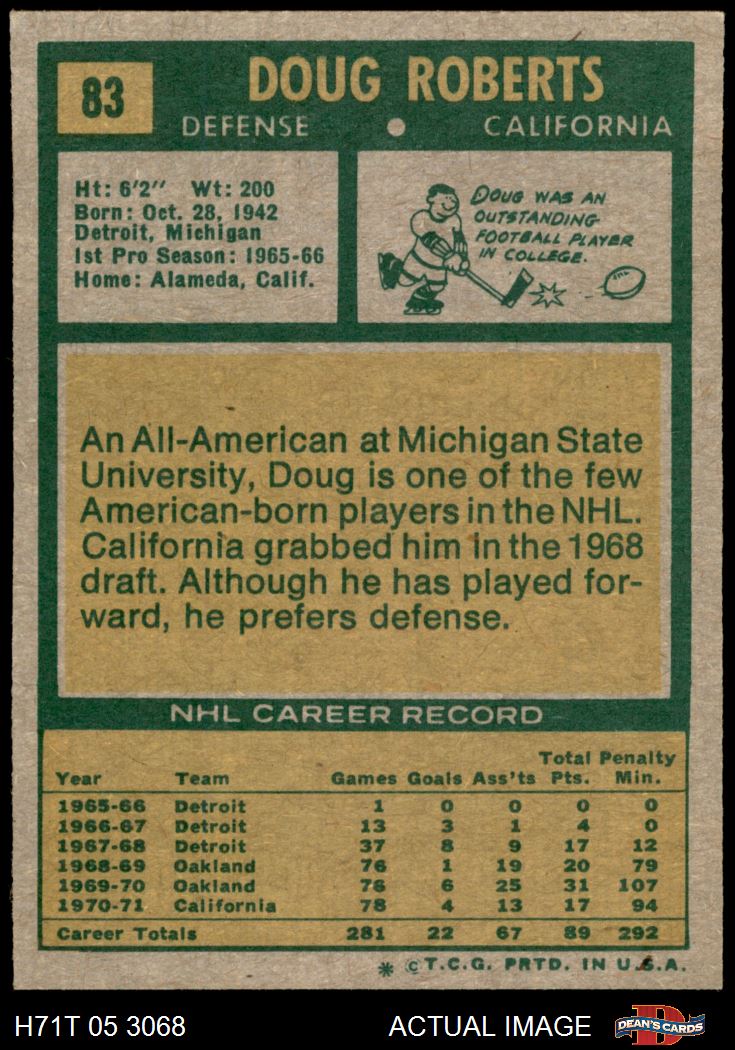 83
DOUG ROBERTS
DEFENSE • CALIFORNIA
Ht: 6'2" Wt: 200
Born: Oct. 28, 1942
Detroit, Michigan
1st Pro Season: 1965-66
Home: Alameda, Calif.
DOUG WAS AN
OUTSTANDING
FOOTBALL PLAYER
IN COLLEGE.
An All-American at Michigan State
University, Doug is one of the few
American-born players in the NHL.
California grabbed him in the 1968
draft. Although he has played for-
ward, he prefers defense.
NHL CAREER RECORD
Total Penalty
Year Team Games Goals Ass'ts Pts. Min.
1965-66 Detroit 1 0 0 0 0
1966-67 Detroit 13 3 1 4 0
1967-68 Detroit 37 8 9 17 12
1968-69 Oakland 76 1 19 20 79
1969-70 Oakland 76 6 25 31 107
1970-71 California 78 4 13 17 94
Career Totals 281 22 67 89 292
* © T.C.G. PRTD. IN U.S.A.
H71T 05 3068 ACTUAL IMAGE
D
DEAN'S CARDS